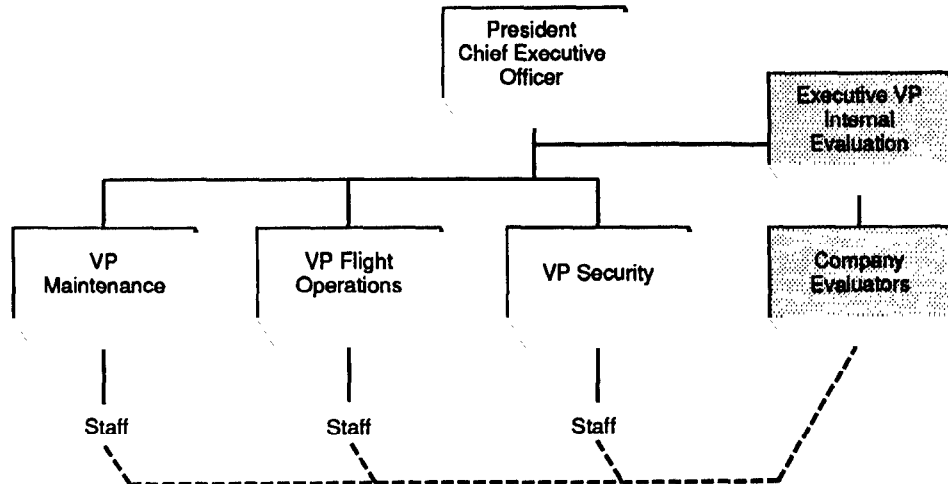 President
Chief Executive
Officer
Executive VP
Internal
Evaluation
VP
Maintenance
VP Flight
Operations
VP Security
Company
Evaluators
Staff
Staff
Staff